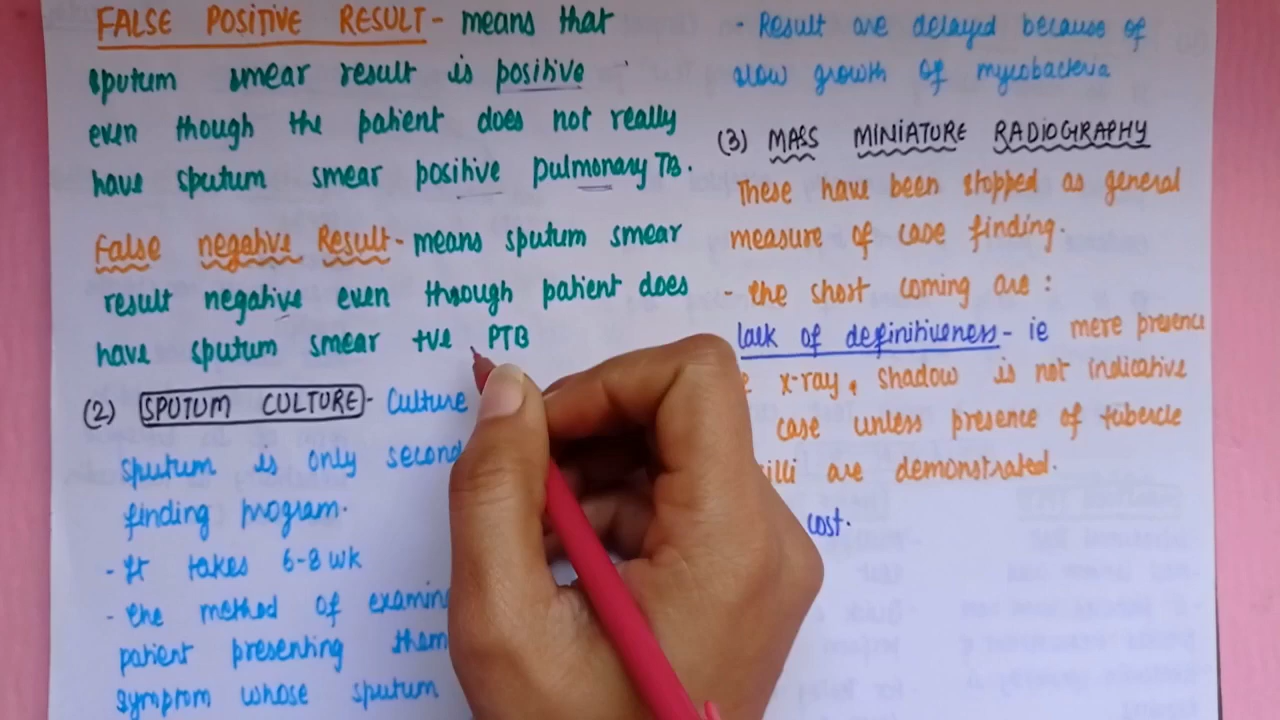 FALSE POSITIVE RESULT - means that
sputum smear result is positive
even though the patient does not really
have sputum smear positive pulmonary TB.
False negative Result - means sputum smear
result negative even through patient does
have sputum smear +ve PTB
(2) SPUTUM CULTURE - Culture
sputum is only second
finding program.
- It takes 6-8 wk
- the method of examin
patient presenting them
symptom whose sputum
- Result are delayed because of
slow growth of mycobacteria
(3) MASS MINIATURE RADIOGRAPHY
These have been stopped as general
measure of case finding.
- the short coming are:
lack of definitiveness - ie mere presence
x-ray, shadow is not indicative
case unless presence of tubercle
illi are demonstrated.
cost.